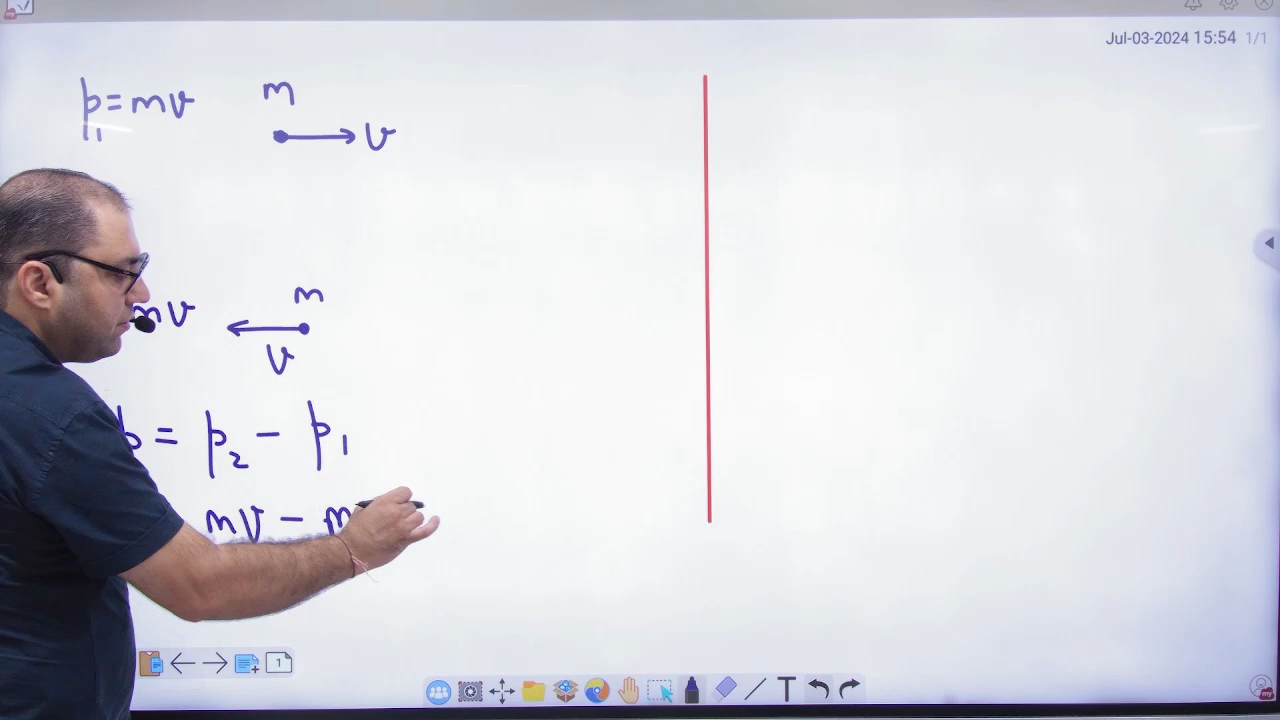 Jul-03-2024 15:54 1/1
m
p₁ = mv
v
m
mv
v
p = p₂ - p₁
mv - m
1
T